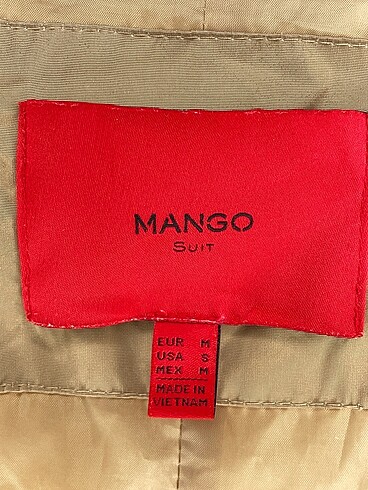 MANGO
SUIT
EUR M
USA S
MEX M
MADE IN
VIETNAM